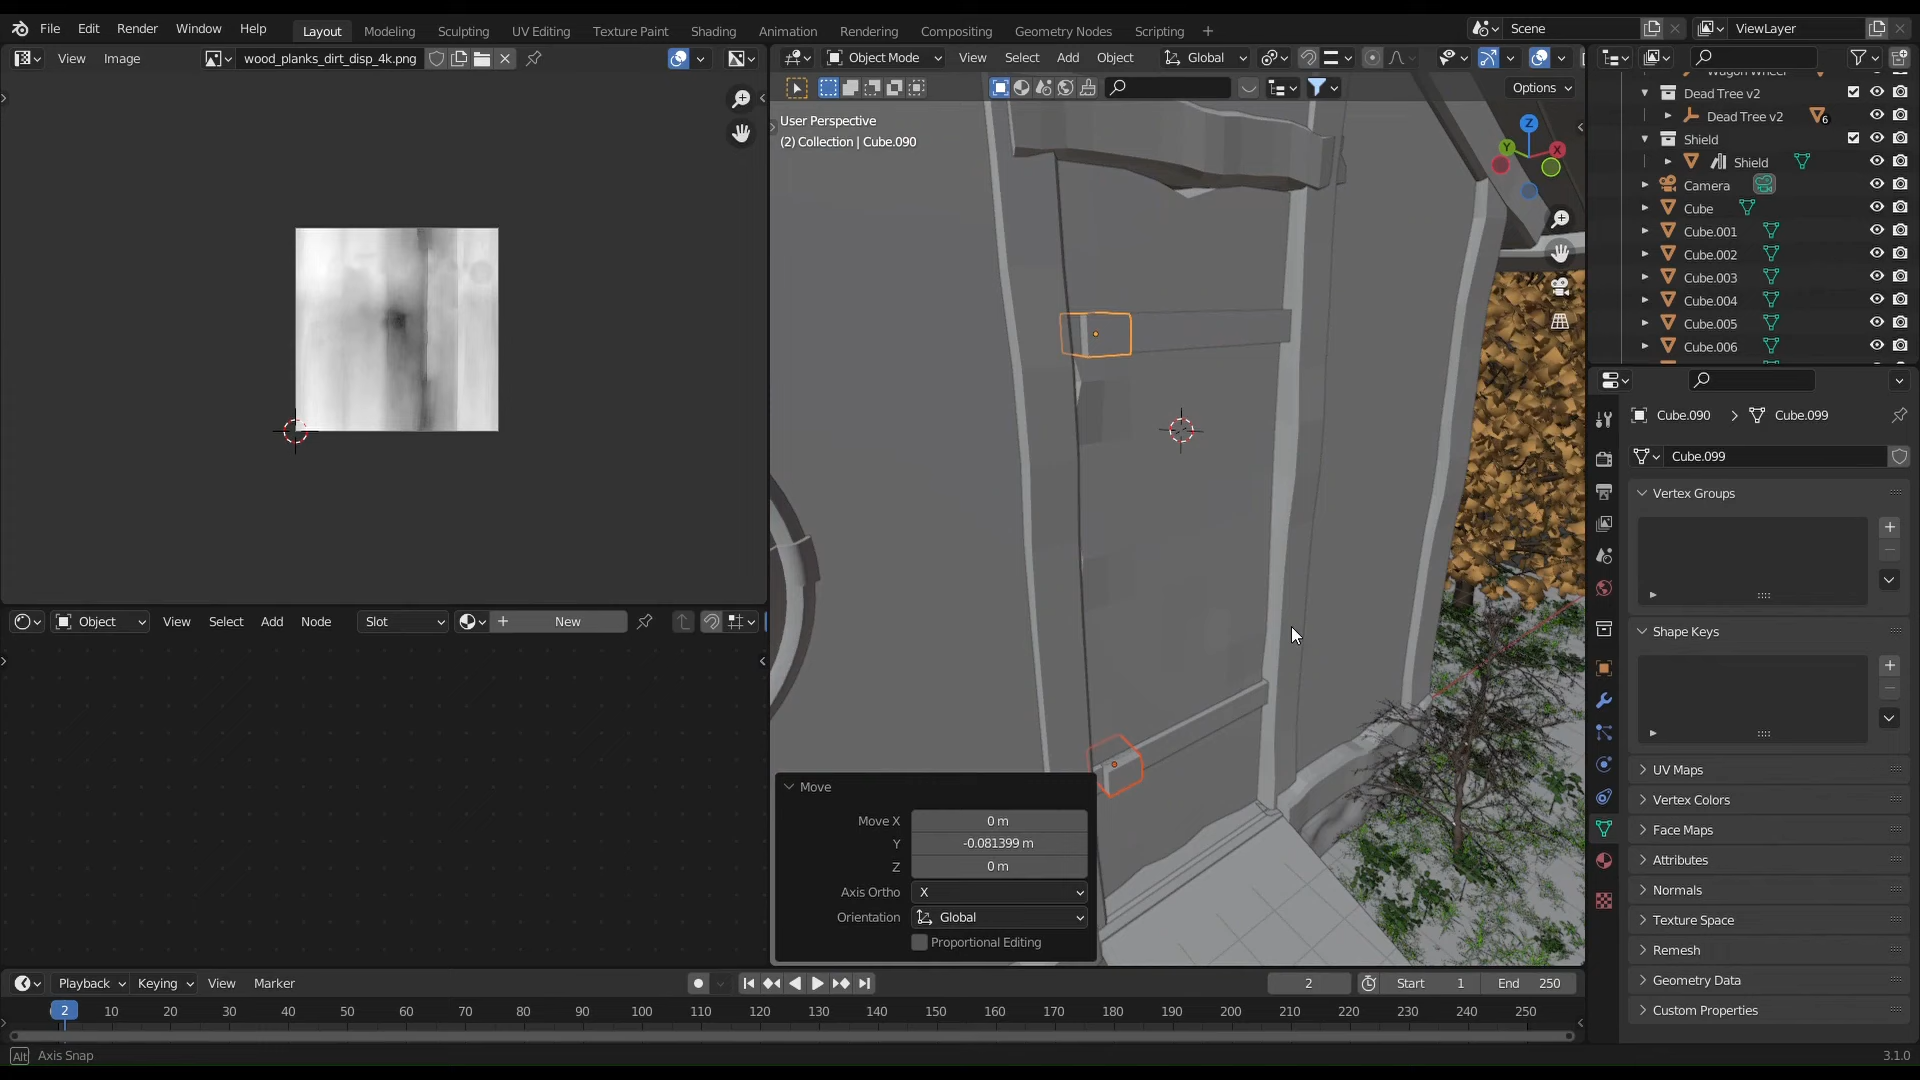 File Edit Render Window Help Layout Modeling Sculpting UV Editing Texture Paint Shading Animation Rendering Compositing Geometry Nodes Scripting + Scene ViewLayer
View Image wood_planks_dirt_disp_4k.png
Object Mode View Select Add Object Global
Options
User Perspective
(2) Collection | Cube.090
Z
Y
X
Wagon Wheel
Dead Tree v2
Dead Tree v2 6
Shield
Shield
Camera
Cube
Cube.001
Cube.002
Cube.003
Cube.004
Cube.005
Cube.006
Cube.090 > Cube.099
Cube.099
Vertex Groups
Shape Keys
UV Maps
Vertex Colors
Face Maps
Attributes
Normals
Texture Space
Remesh
Geometry Data
Custom Properties
Object View Select Add Node Slot New
Move
Move X 0 m
Y -0.081399 m
Z 0 m
Axis Ortho X
Orientation Global
Proportional Editing
Playback Keying View Marker 2 Start 1 End 250
2 10 20 30 40 50 60 70 80 90 100 110 120 130 140 150 160 170 180 190 200 210 220 230 240 250
Alt Axis Snap 3.1.0